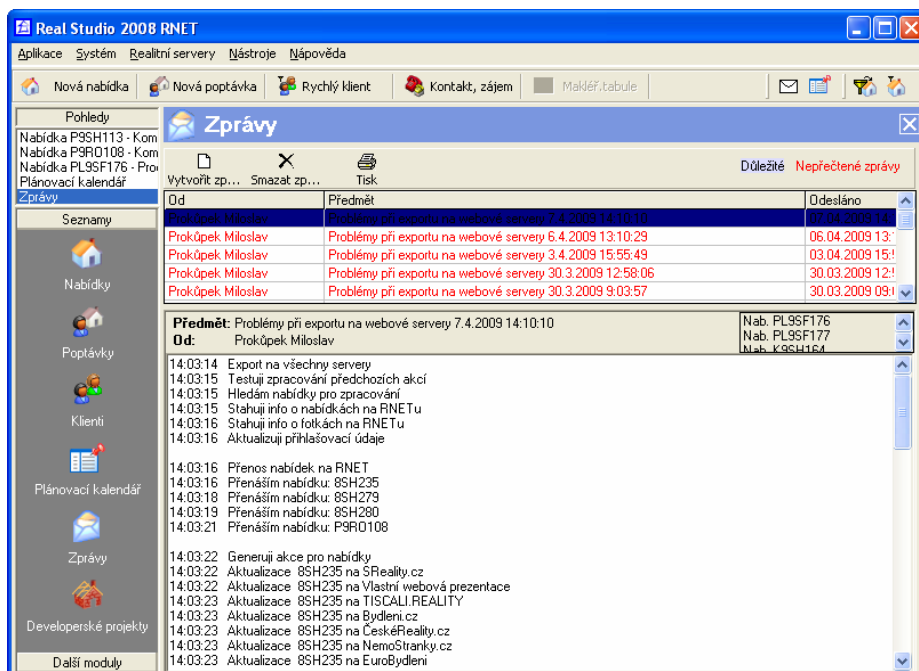 Real Studio 2008 RNET
Aplikace Systém Realitní servery Nástroje Nápověda
Nová nabídka Nová poptávka Rychlý klient Kontakt, zájem Makléř.tabule
Pohledy
Nabídka P9SH113 - Kom
Nabídka P9RO108 - Kom
Nabídka PL9SF176 - Pro
Plánovací kalendář
Zprávy
Seznamy
Nabídky
Poptávky
Klienti
Plánovací kalendář
Zprávy
Developerské projekty
Další moduly
Zprávy
Vytvořit zp... Smazat zp... Tisk
Důležité Nepřečtené zprávy
Od Předmět Odesláno
Prokůpek Miloslav Problémy při exportu na webové servery 7.4.2009 14:10:10 07.04.2009 14:
Prokůpek Miloslav Problémy při exportu na webové servery 6.4.2009 13:10:29 06.04.2009 13:
Prokůpek Miloslav Problémy při exportu na webové servery 3.4.2009 15:55:49 03.04.2009 15:
Prokůpek Miloslav Problémy při exportu na webové servery 30.3.2009 12:58:06 30.03.2009 12:
Prokůpek Miloslav Problémy při exportu na webové servery 30.3.2009 9:03:57 30.03.2009 09:
Předmět: Problémy při exportu na webové servery 7.4.2009 14:10:10
Od: Prokůpek Miloslav
Nab. PL9SF176
Nab. PL9SF177
Nab. K9SH164
14:03:14 Export na všechny servery
14:03:15 Testuji zpracování předchozích akcí
14:03:15 Hledám nabídky pro zpracování
14:03:15 Stahuji info o nabídkách na RNETu
14:03:16 Stahuji info o fotkách na RNETu
14:03:16 Aktualizuji přihlašovací údaje
14:03:16 Přenos nabídek na RNET
14:03:16 Přenáším nabídku: 8SH235
14:03:18 Přenáším nabídku: 8SH279
14:03:19 Přenáším nabídku: 8SH280
14:03:21 Přenáším nabídku: P9RO108
14:03:22 Generuji akce pro nabídky
14:03:22 Aktualizace 8SH235 na SReality.cz
14:03:22 Aktualizace 8SH235 na Vlastní webová prezentace
14:03:23 Aktualizace 8SH235 na TISCALI.REALITY
14:03:23 Aktualizace 8SH235 na Bydleni.cz
14:03:23 Aktualizace 8SH235 na ČeskéReality.cz
14:03:23 Aktualizace 8SH235 na NemoStranky.cz
14:03:23 Aktualizace 8SH235 na EuroBydleni